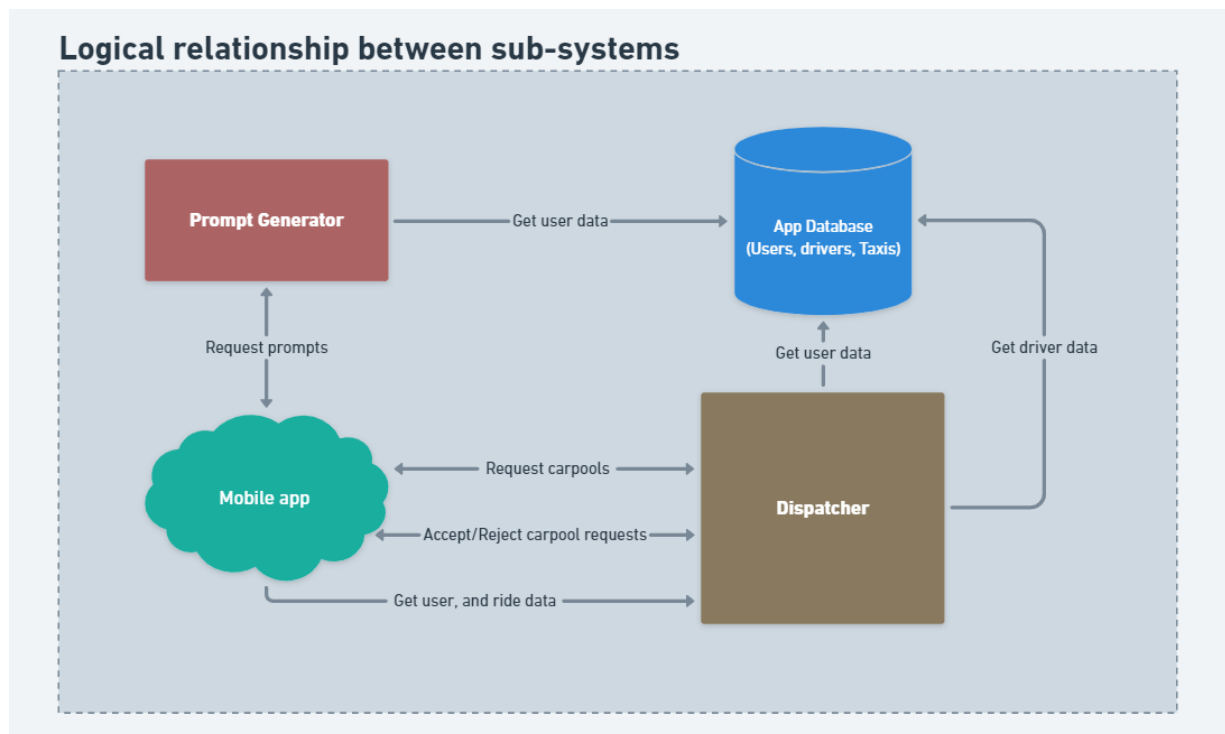 Logical relationship between sub-systems
Prompt Generator
Get user data
App Database
(Users, drivers, Taxis)
Request prompts
Get user data
Get driver data
Mobile app
Request carpools
Dispatcher
Accept/Reject carpool requests
Get user, and ride data